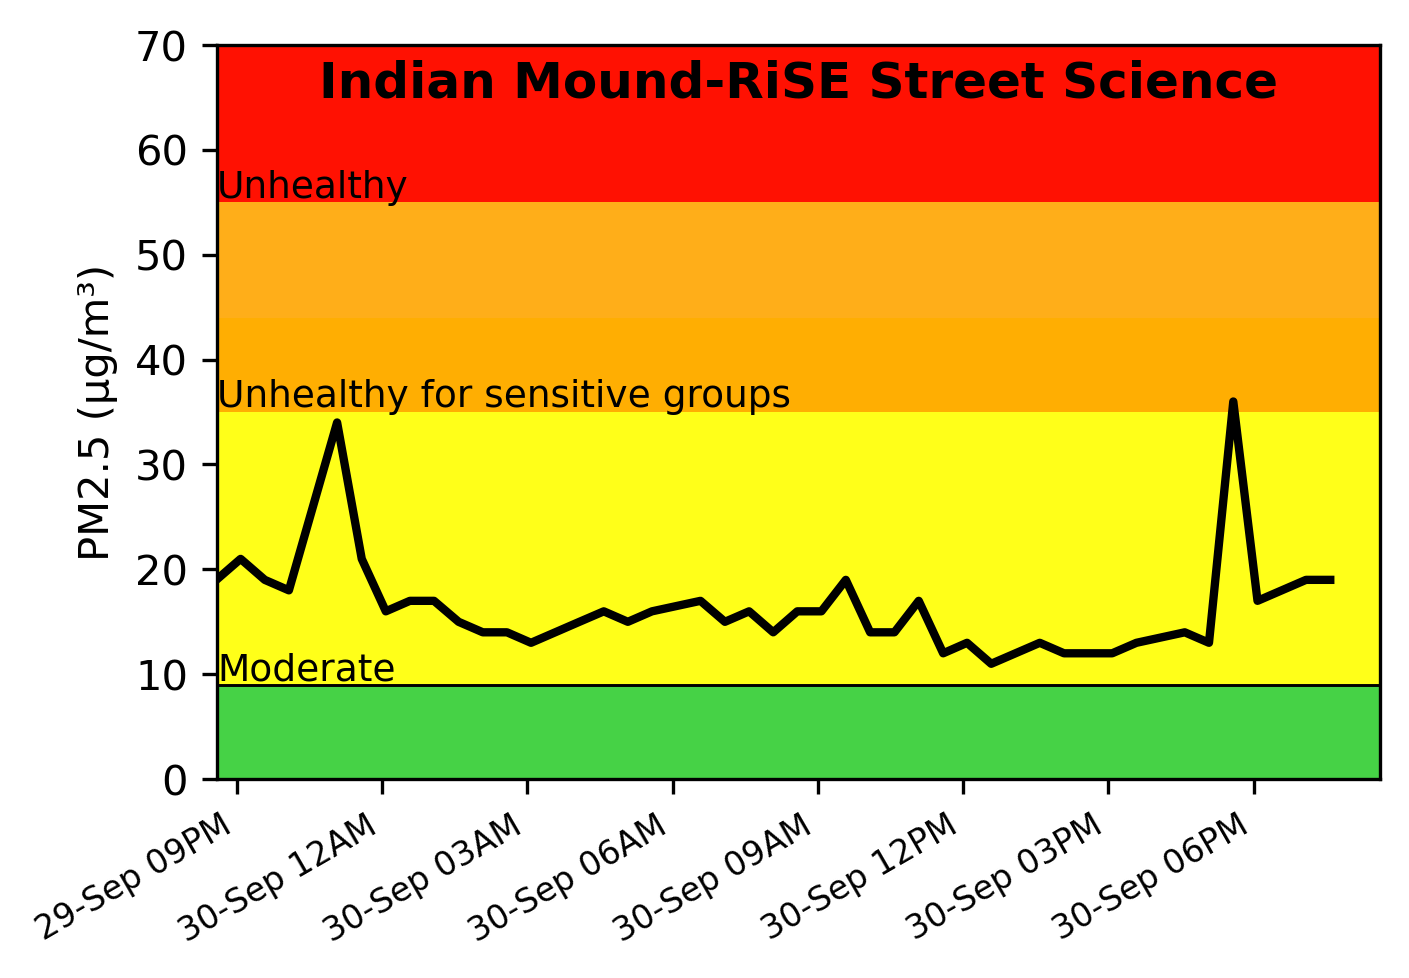 Indian Mound-RiSE Street Science
70
60
Unhealthy
50
40
Unhealthy for sensitive groups
30
20
Moderate
10
0
PM2.5 (µg/m³)
29-Sep 09PM
30-Sep 12AM
30-Sep 03AM
30-Sep 06AM
30-Sep 09AM
30-Sep 12PM
30-Sep 03PM
30-Sep 06PM